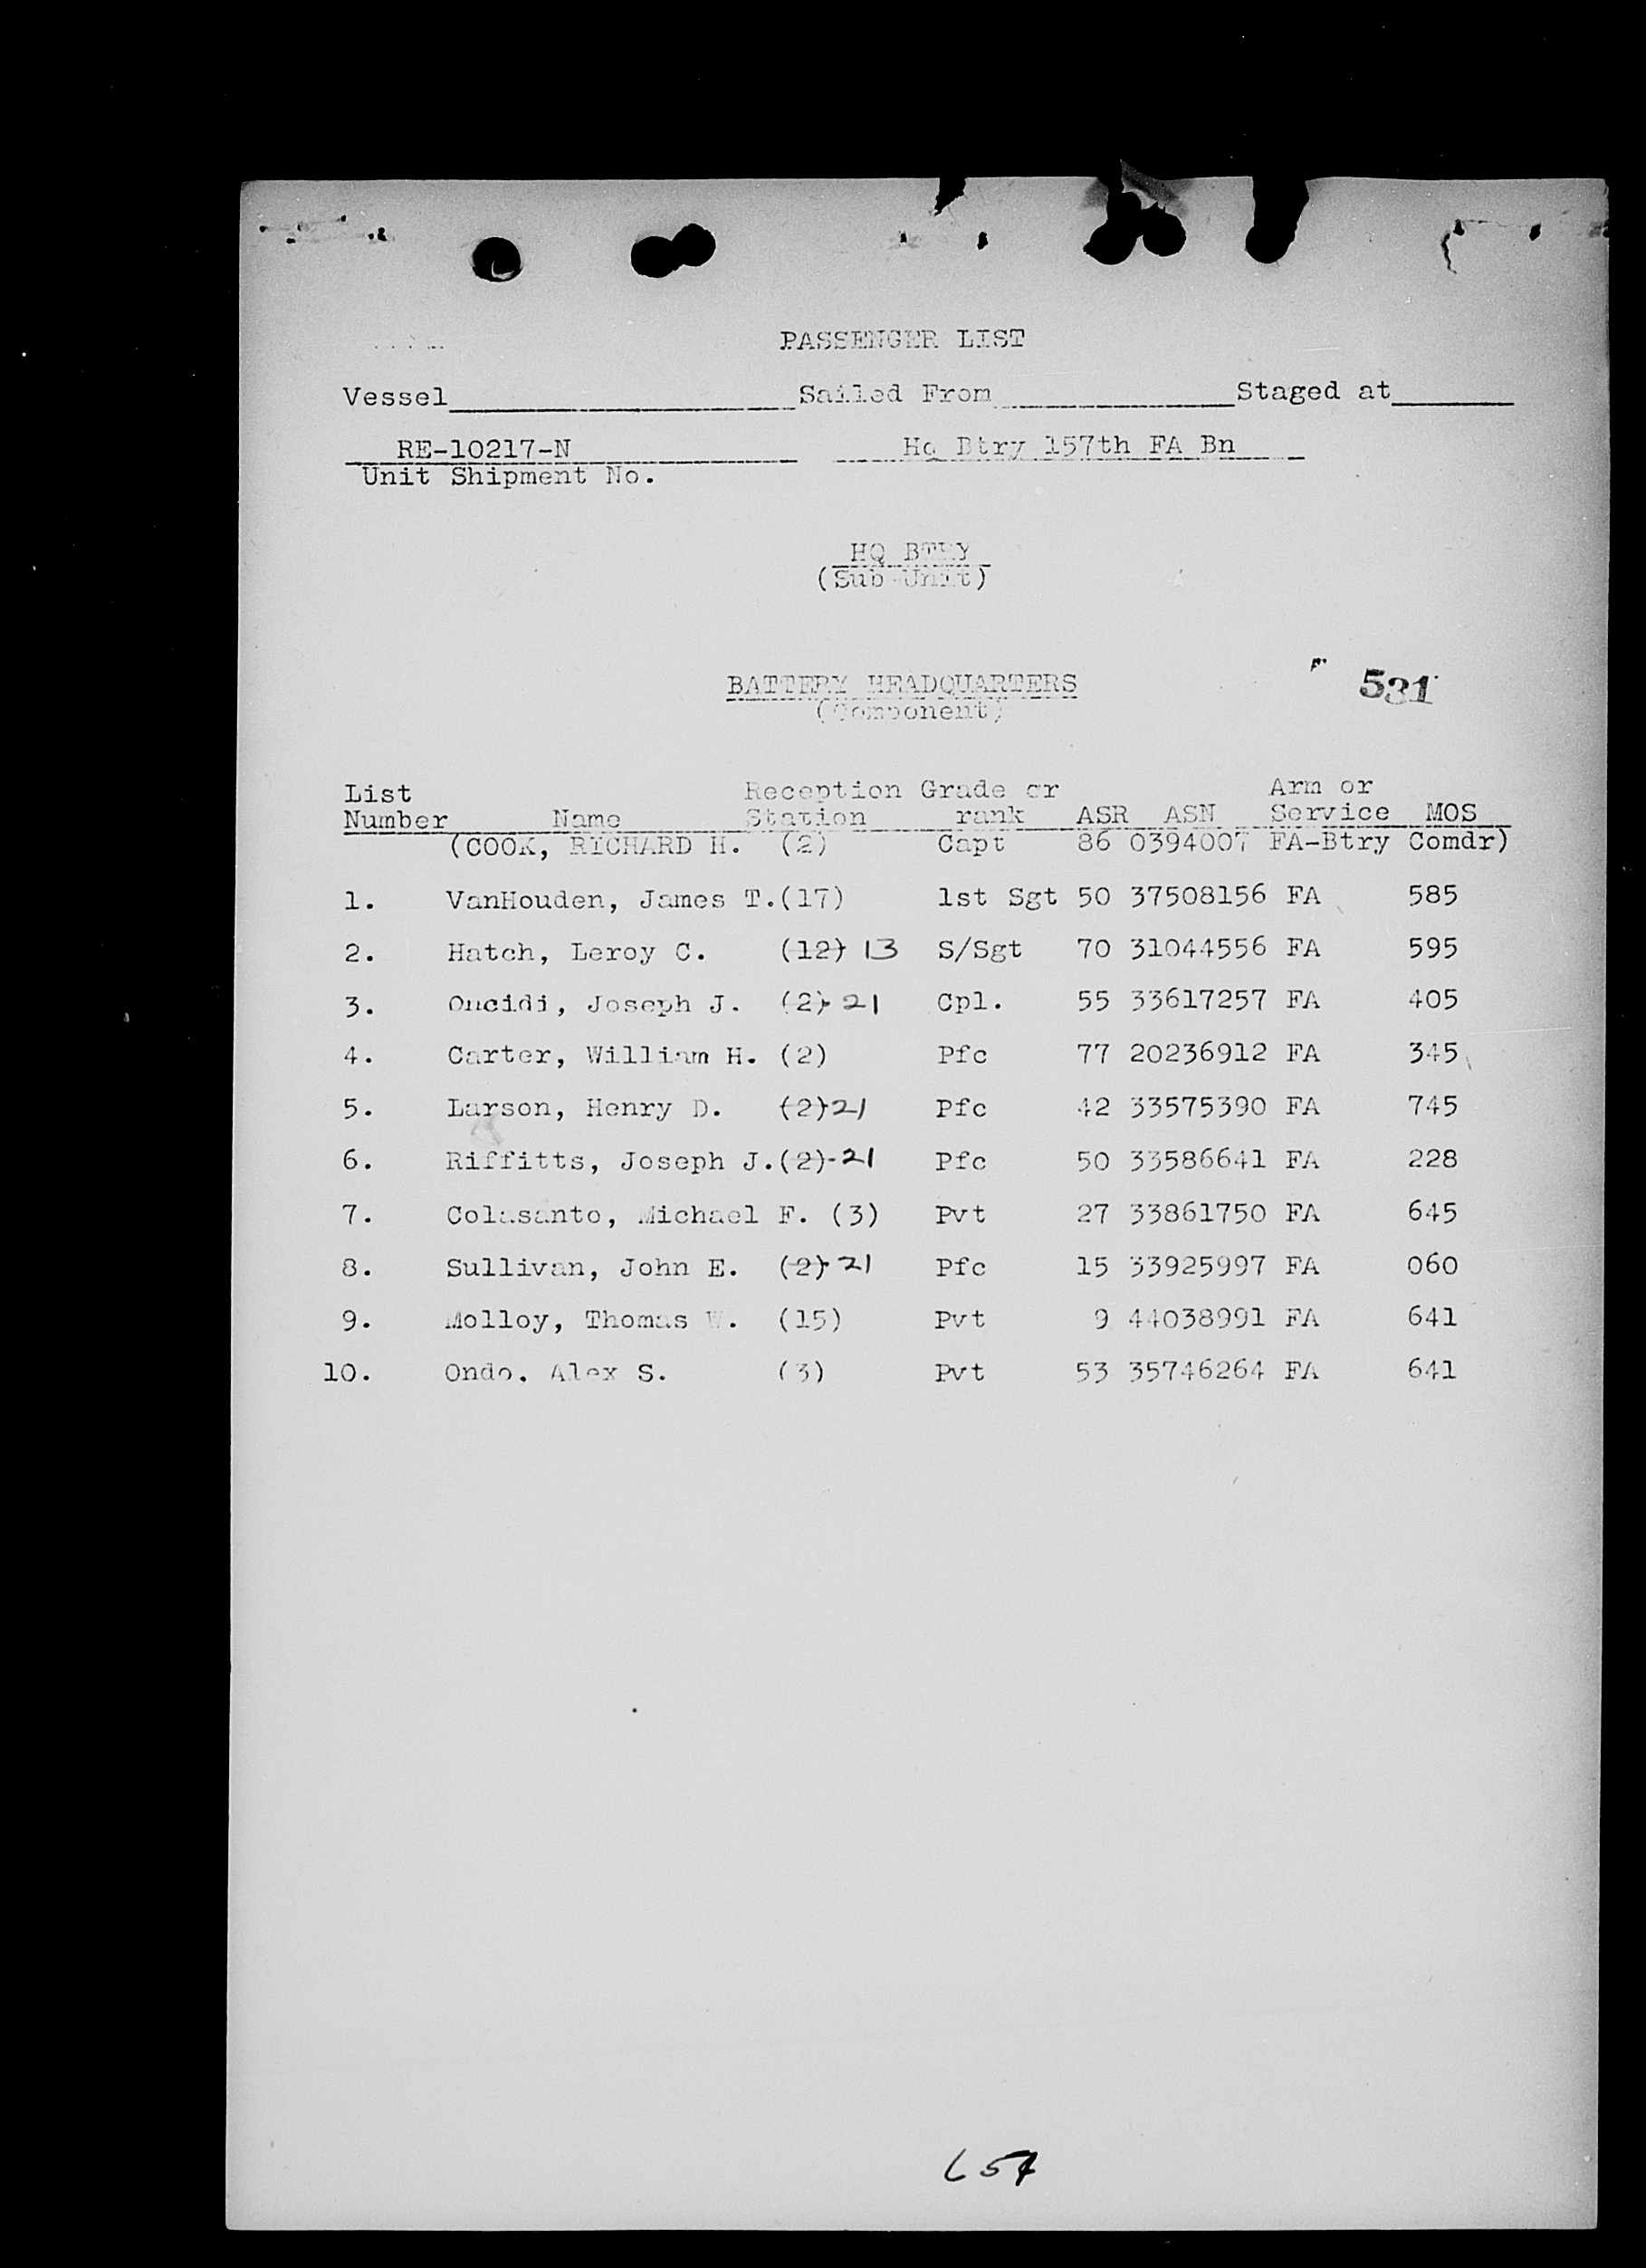 PASSENGER LIST
Vessel Sailed From Staged at
RE-10217-N Hq Btry 157th FA Bn
Unit Shipment No.
HQ BTRY
(Sub Unit)
531
BATTERY HEADQUARTERS
(Component)
List Reception Grade or Arm or
Number Name Station rank ASR ASN Service MOS
(COOK, RICHARD H. (2) Capt 86 0394007 FA-Btry Comdr)
1. VanHouden, James T.(17) 1st Sgt 50 37508156 FA 585
2. Hatch, Leroy C. (12) 13 S/Sgt 70 31044556 FA 595
3. Oncidi, Joseph J. (2) 21 Cpl. 55 33617257 FA 405
4. Carter, William H. (2) Pfc 77 20236912 FA 345
5. Larson, Henry D. (2) 21 Pfc 42 33575390 FA 745
6. Riffitts, Joseph J.(2) 21 Pfc 50 33586641 FA 228
7. Colasanto, Michael F. (3) Pvt 27 33861750 FA 645
8. Sullivan, John E. (2) 21 Pfc 15 33925997 FA 060
9. Molloy, Thomas W. (15) Pvt 9 44038991 FA 641
10. Ondo. Alex S. (3) Pvt 53 35746264 FA 641